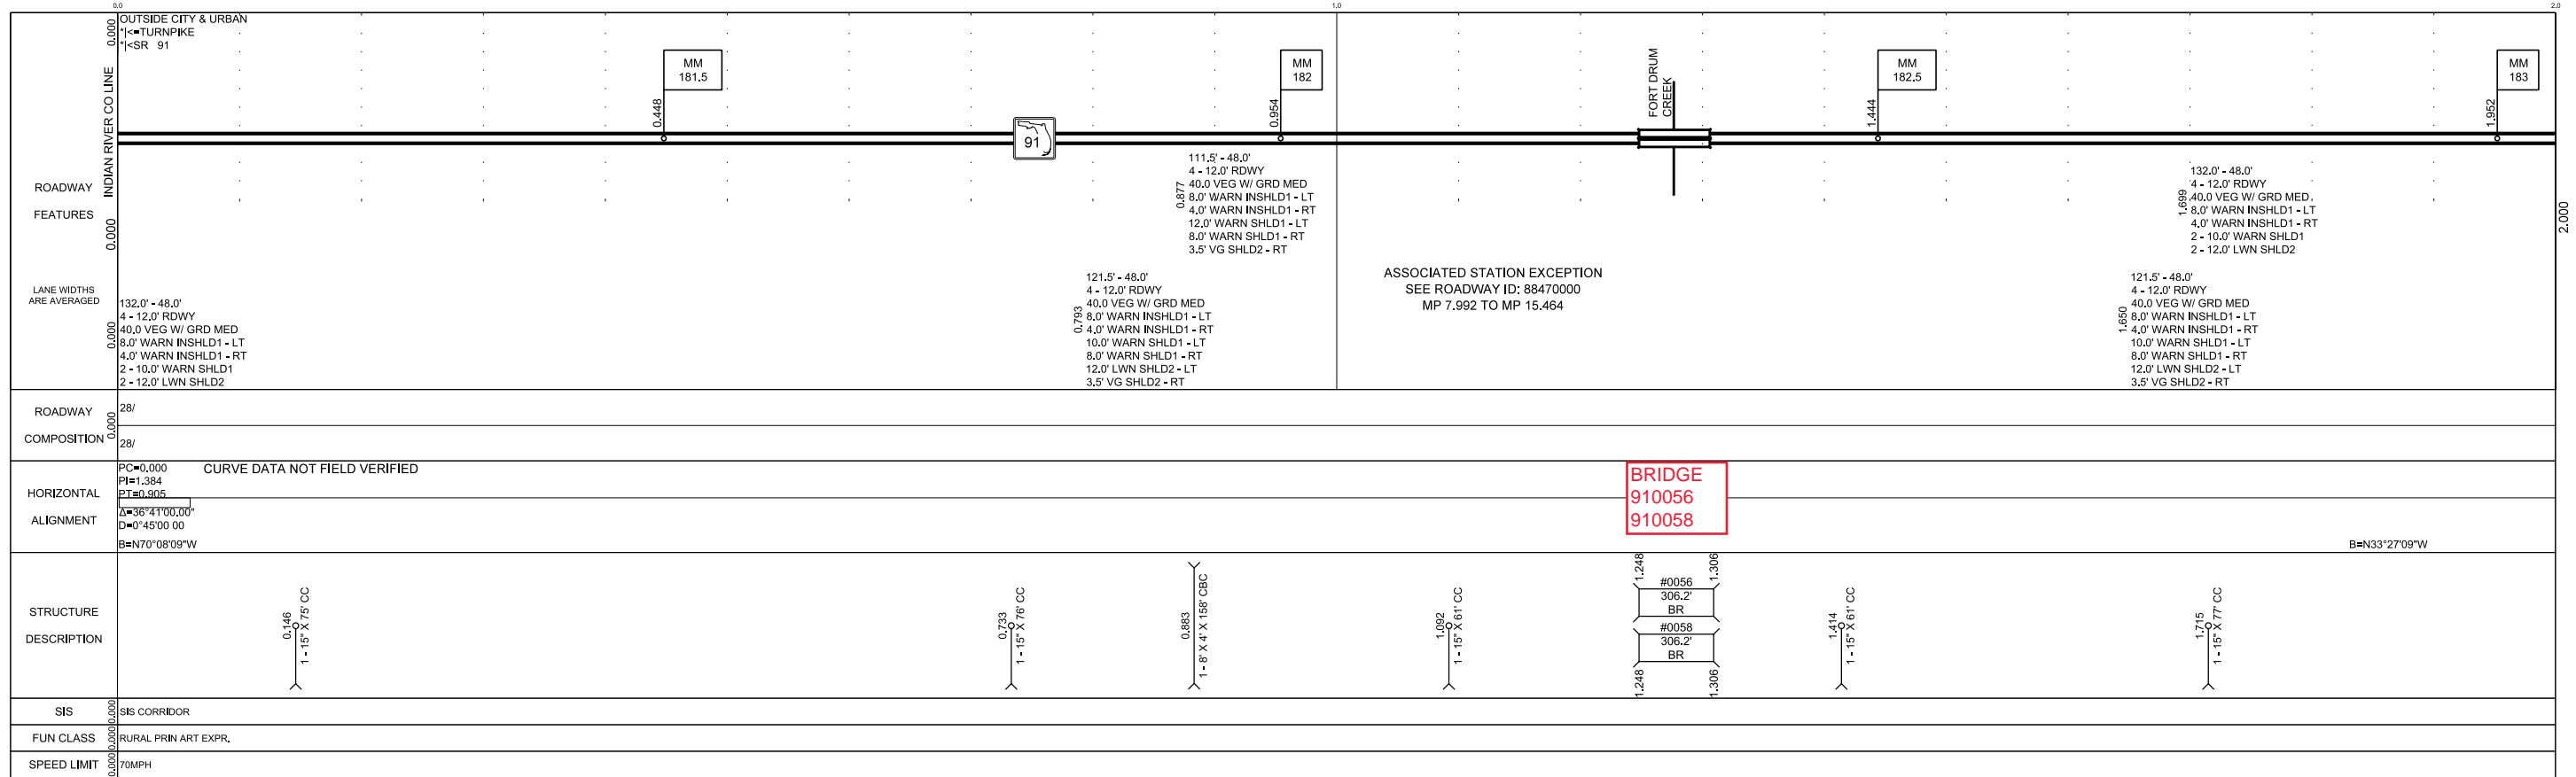 0.0
1.0
2.0
0.000
OUTSIDE CITY & URBAN
*|<=TURNPIKE
*|<SR 91
INDIAN RIVER CO LINE
MM
181.5
0.448
91
MM
182
0.954
FORT DRUM
CREEK
MM
182.5
1.444
MM
183
1.952
ROADWAY
FEATURES
0.000
2.000
0.877
111.5' - 48.0'
4 - 12.0' RDWY
40.0 VEG W/ GRD MED
8.0' WARN INSHLD1 - LT
4.0' WARN INSHLD1 - RT
12.0' WARN SHLD1 - LT
8.0' WARN SHLD1 - RT
3.5' VG SHLD2 - RT
1.699
132.0' - 48.0'
4 - 12.0' RDWY
40.0 VEG W/ GRD MED
8.0' WARN INSHLD1 - LT
4.0' WARN INSHLD1 - RT
2 - 10.0' WARN SHLD1
2 - 12.0' LWN SHLD2
LANE WIDTHS
ARE AVERAGED
0.000
132.0' - 48.0'
4 - 12.0' RDWY
40.0 VEG W/ GRD MED
8.0' WARN INSHLD1 - LT
4.0' WARN INSHLD1 - RT
2 - 10.0' WARN SHLD1
2 - 12.0' LWN SHLD2
0.793
121.5' - 48.0'
4 - 12.0' RDWY
40.0 VEG W/ GRD MED
8.0' WARN INSHLD1 - LT
4.0' WARN INSHLD1 - RT
10.0' WARN SHLD1 - LT
8.0' WARN SHLD1 - RT
12.0' LWN SHLD2 - LT
3.5' VG SHLD2 - RT
ASSOCIATED STATION EXCEPTION
SEE ROADWAY ID: 88470000
MP 7.992 TO MP 15.464
1.650
121.5' - 48.0'
4 - 12.0' RDWY
40.0 VEG W/ GRD MED
8.0' WARN INSHLD1 - LT
4.0' WARN INSHLD1 - RT
10.0' WARN SHLD1 - LT
8.0' WARN SHLD1 - RT
12.0' LWN SHLD2 - LT
3.5' VG SHLD2 - RT
ROADWAY
COMPOSITION
0.000
28/
28/
HORIZONTAL
ALIGNMENT
PC=0.000
PI=1.384
PT=0.905
Δ=36°41'00.00"
D=0°45'00 00
B=N70°08'09"W
CURVE DATA NOT FIELD VERIFIED
BRIDGE
910056
910058
B=N33°27'09"W
STRUCTURE
DESCRIPTION
0.146
1 - 15" X 75' CC
0.733
1 - 15" X 76' CC
0.883
1 - 8' X 4' X 158' CBC
1.092
1 - 15" X 61' CC
1.248
1.306
#0056
306.2'
BR
#0058
306.2'
BR
1.248
1.306
1.414
1 - 15" X 61' CC
1.715
1 - 15" X 77' CC
SIS
0.000
SIS CORRIDOR
FUN CLASS
0.000
RURAL PRIN ART EXPR.
SPEED LIMIT
0.000
70MPH